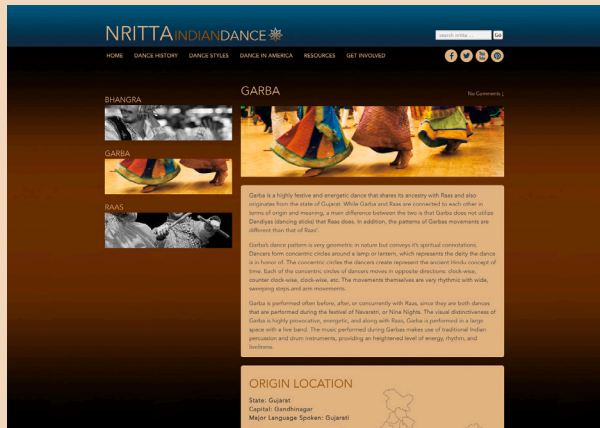 NRITTAINDIANDANCE
search nritta ...
Go
HOME DANCE HISTORY DANCE STYLES DANCE IN AMERICA RESOURCES GET INVOLVED
BHANGRA
GARBA
RAAS
GARBA
No Comments ↓
Garba is a highly festive and energetic dance that shares its ancestry with Raas and also
originates from the state of Gujarat. While Garba and Raas are connected to each other in
terms of origin and meaning, a main difference between the two is that Garba does not utilize
Dandiyas (dancing sticks) that Raas does. In addition, the patterns of Garbas movements are
different than that of Raas'.
Garba's dance pattern is very geometric in nature but conveys it's spiritual connotations.
Dancers form concentric circles around a lamp or lantern, which represents the deity the dance
is in honor of. The concentric circles the dancers create represent the ancient Hindu concept of
time. Each of the concentric circles of dancers moves in opposite directions: clock-wise,
counter clock-wise, clock-wise, etc. The movements themselves are very rhythmic with wide,
sweeping steps and arm movements.
Garba is performed often before, after, or concurrently with Raas, since they are both dances
that are performed during the festival of Navaratri, or Nine Nights. The visual distinctiveness of
Garba is highly provocative, energetic, and along with Raas, Garba is performed in a large
space with a live band. The music performed during Garbas makes use of traditional Indian
percussion and drum instruments, providing an heightened level of energy, rhythm, and
liveliness.
ORIGIN LOCATION
State: Gujarat
Capital: Gandhinagar
Major Language Spoken: Gujarati